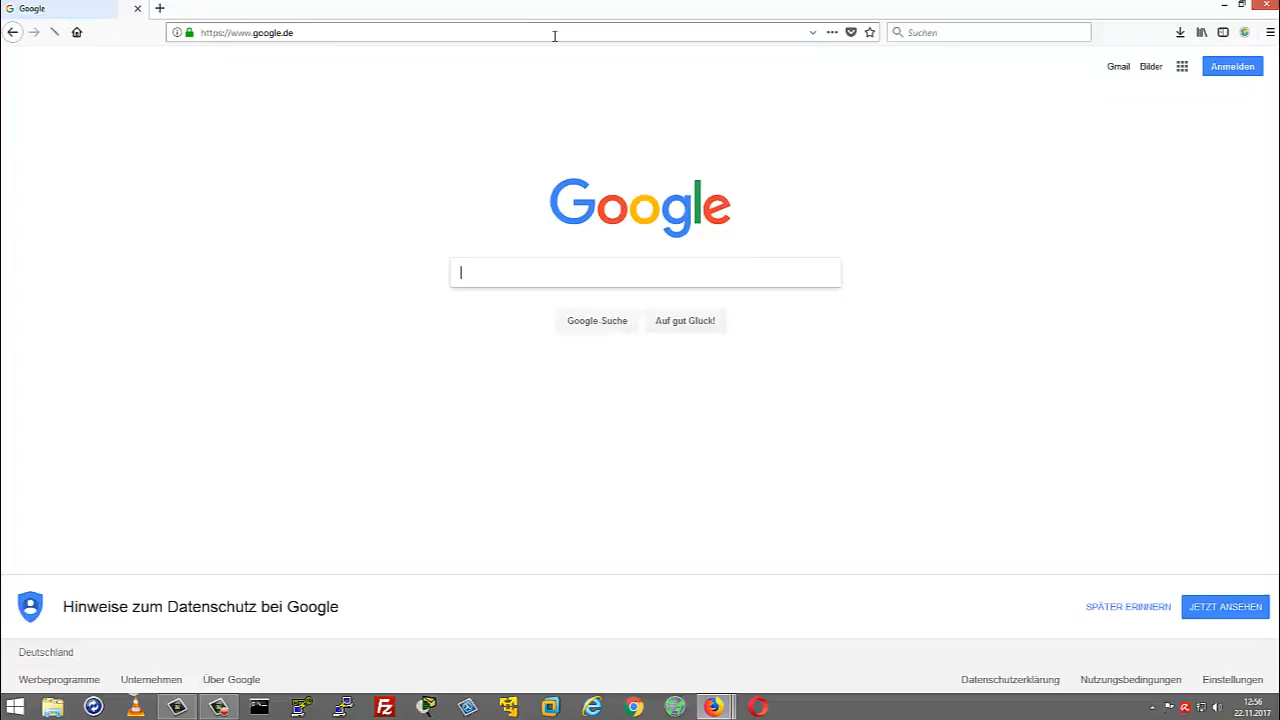 Google
https://www.google.de
Suchen
Gmail Bilder
Anmelden
Google
Google-Suche
Auf gut Glück!
Hinweise zum Datenschutz bei Google
SPÄTER ERINNERN
JETZT ANSEHEN
Deutschland
Werbeprogramme Unternehmen Über Google
Datenschutzerklärung Nutzungsbedingungen Einstellungen
12:56
22.11.2017